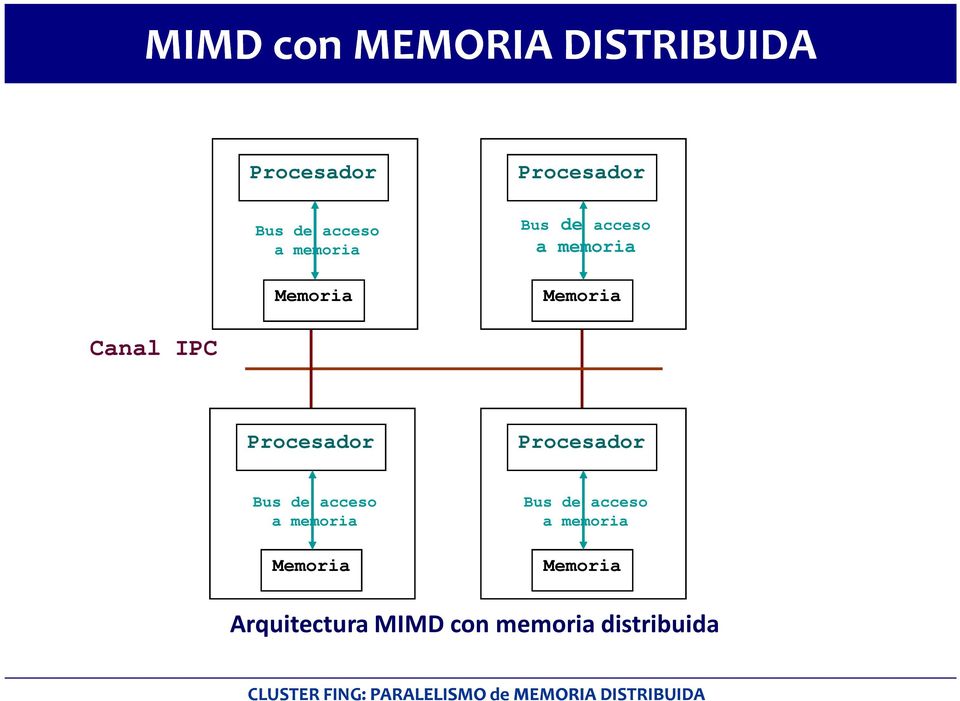 MIMD con MEMORIA DISTRIBUIDA
Procesador
Procesador
Bus de acceso
a memoria
Bus de acceso
a memoria
Memoria
Memoria
Canal IPC
Procesador
Procesador
Bus de acceso
a memoria
Bus de acceso
a memoria
Memoria
Memoria
Arquitectura MIMD con memoria distribuida
CLUSTER FING: PARALELISMO de MEMORIA DISTRIBUIDA